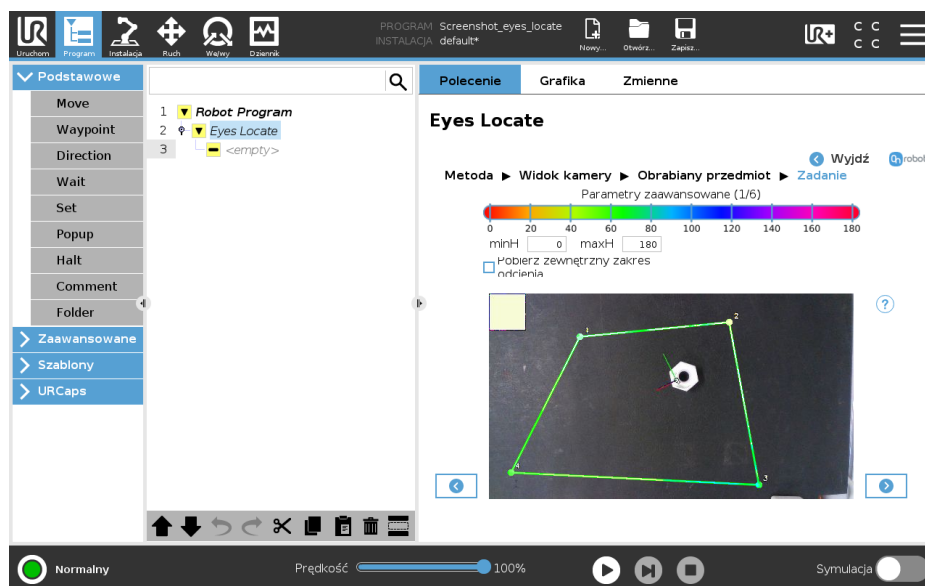 PROGRAM Screenshot_eyes_locate
INSTALACJA default*
Uruchom Program Instalacja Ruch We/wy Dziennik Nowy... Otwórz... Zapisz... UR+ C C
C C
Podstawowe
Move
Waypoint
Direction
Wait
Set
Popup
Halt
Comment
Folder
Zaawansowane
Szablony
URCaps
1 Robot Program
2 Eyes Locate
3 <empty>
Polecenie Grafika Zmienne
Eyes Locate
Wyjdź On robot
Metoda ▶ Widok kamery ▶ Obrabiany przedmiot ▶ Zadanie
Parametry zaawansowane (1/6)
0 20 40 60 80 100 120 140 160 180
minH 0 maxH 180
Pobierz zewnętrzny zakres
odcienia
?
1
2
3
4
Normalny Prędkość 100% Symulacja